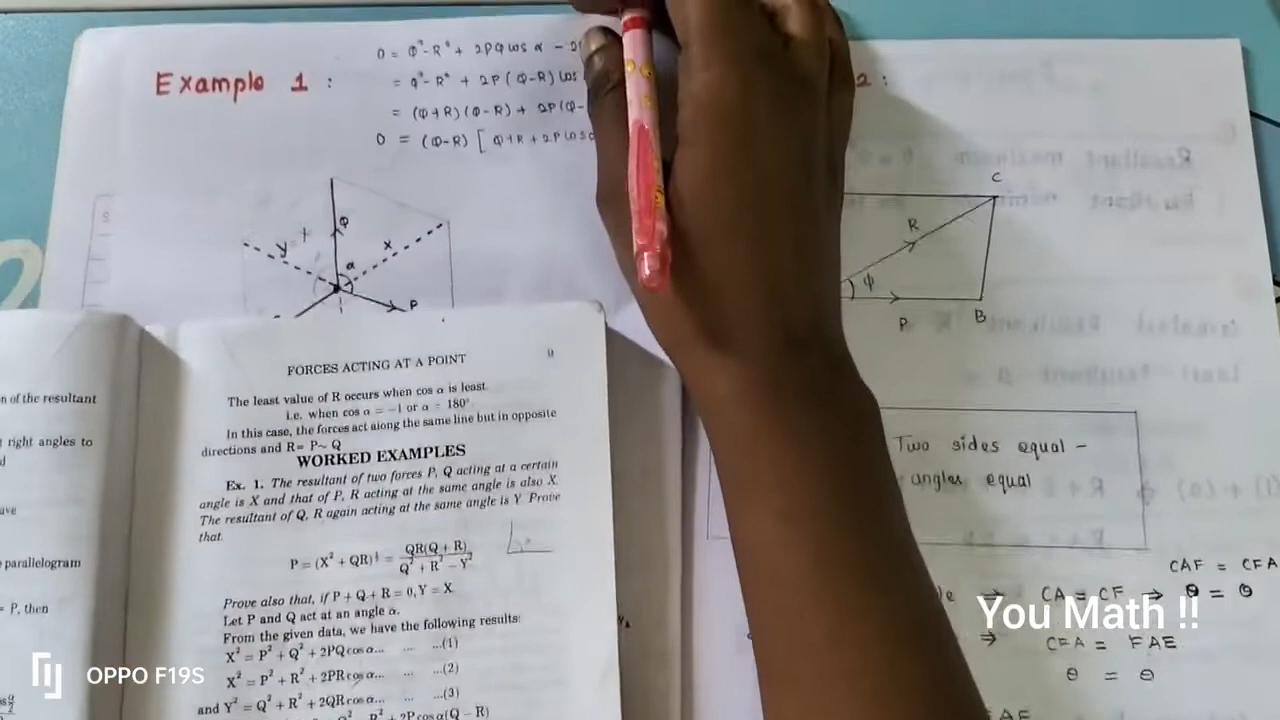 Example 1 :
0 = Q² - R² + 2PQ cos α - 2
= Q² - R² + 2P ( Q - R ) cos
= (Q + R) (Q - R) + 2P (Q -
0 = (Q - R) [ Q + R + 2P cos α
2 :
Q
α
x
y
P
C
R
φ
P
B
FORCES ACTING AT A POINT
The least value of R occurs when cos α is least.
i.e. when cos α = -1 or α = 180°
In this case, the forces act along the same line but in opposite
directions and R= P~ Q
WORKED EXAMPLES
Ex. 1. The resultant of two forces P, Q acting at a certain
angle is X and that of P, R acting at the same angle is also X.
The resultant of Q, R again acting at the same angle is Y. Prove
that.
P = (X² + QR)^½ = QR(Q + R) / Q² + R² - Y²
Prove also that, if P + Q + R = 0, Y = X.
Let P and Q act at an angle α.
From the given data, we have the following results:
X² = P² + Q² + 2PQ cos α... ... ...(1)
X² = P² + R² + 2PR cos α... ... ...(2)
and Y² = Q² + R² + 2QR cos α... ... ...(3)
R² + 2P cos α(Q - R)
n of the resultant
right angles to
parallelogram
= P, then
Two sides equal -
angles equal
CAF = CFA
⇒ CA = CF ⇒ θ = θ
⇒ CFA = FAE
θ = θ
You Math !!
OPPO F19S